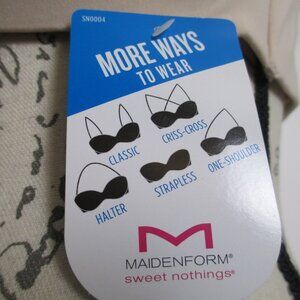 SN0004
MORE WAYS
TO WEAR
CLASSIC
CRISS-CROSS
ONE-SHOULDER
HALTER
STRAPLESS
M
MAIDENFORM®
sweet nothings®